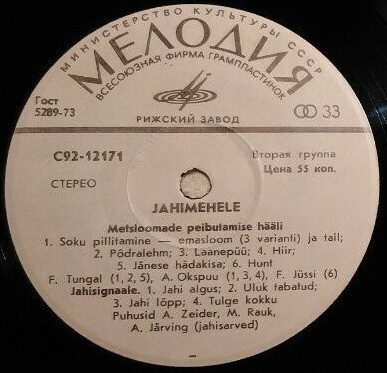 МИНИСТЕРСТВО КУЛЬТУРЫ СССР
МЕЛОДИЯ
ВСЕСОЮЗНАЯ ФИРМА ГРАМПЛАСТИНОК
Гост
5289-73
33
РИЖСКИЙ ЗАВОД
С92-12171
Вторая группа
Цена 55 коп.
СТЕРЕО
JAHIMEHELE
Metsloomade peibutamise hääli
1. Soku pillitamine — emasloom (3 varianti) ja tall;
2. Põdralehm; 3. Laanepüü; 4. Hiir;
5. Jänese hädakisa; 6. Hunt
F. Tungal (1, 2, 5), A. Okspuu (1, 3, 4), F. Jüssi (6)
Jahisignaale. 1. Jahi algus; 2. Uluk tabatud;
3. Jahi lõpp; 4. Tulge kokku
Puhusid A. Zeider, M. Rauk,
A. Järving (jahisarved)